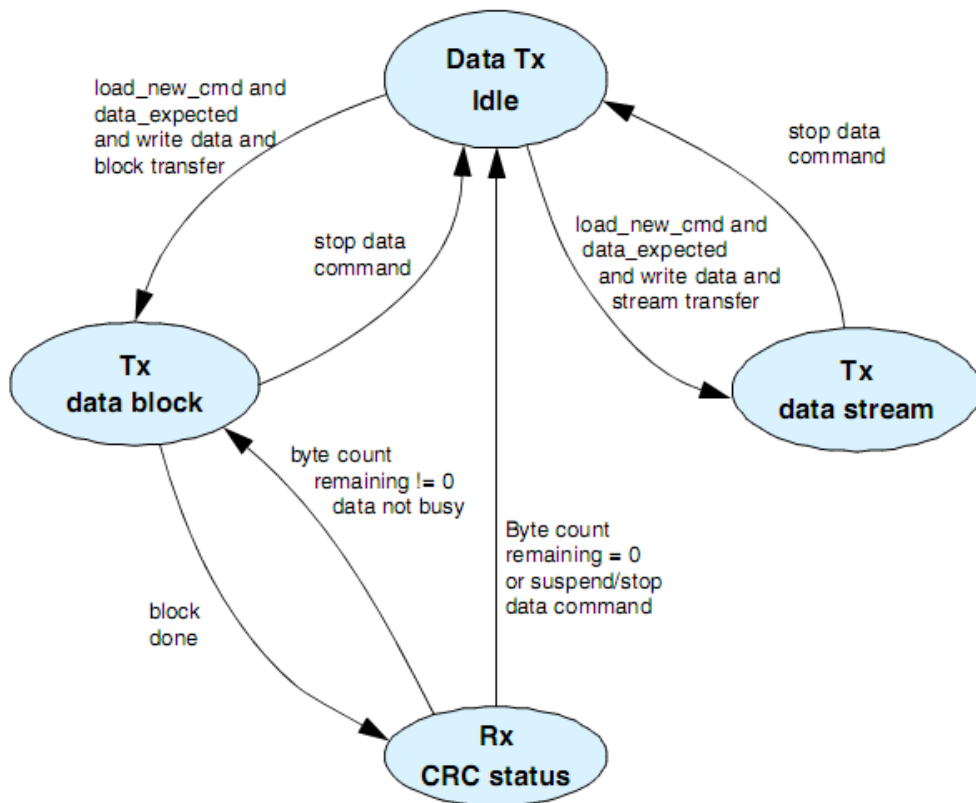 Data Tx
Idle
load_new_cmd and
data_expected
and write data and
block transfer
stop data
command
stop data
command
load_new_cmd and
data_expected
and write data and
stream transfer
Tx
data block
Tx
data stream
byte count
remaining != 0
data not busy
Byte count
remaining = 0
or suspend/stop
data command
block
done
Rx
CRC status